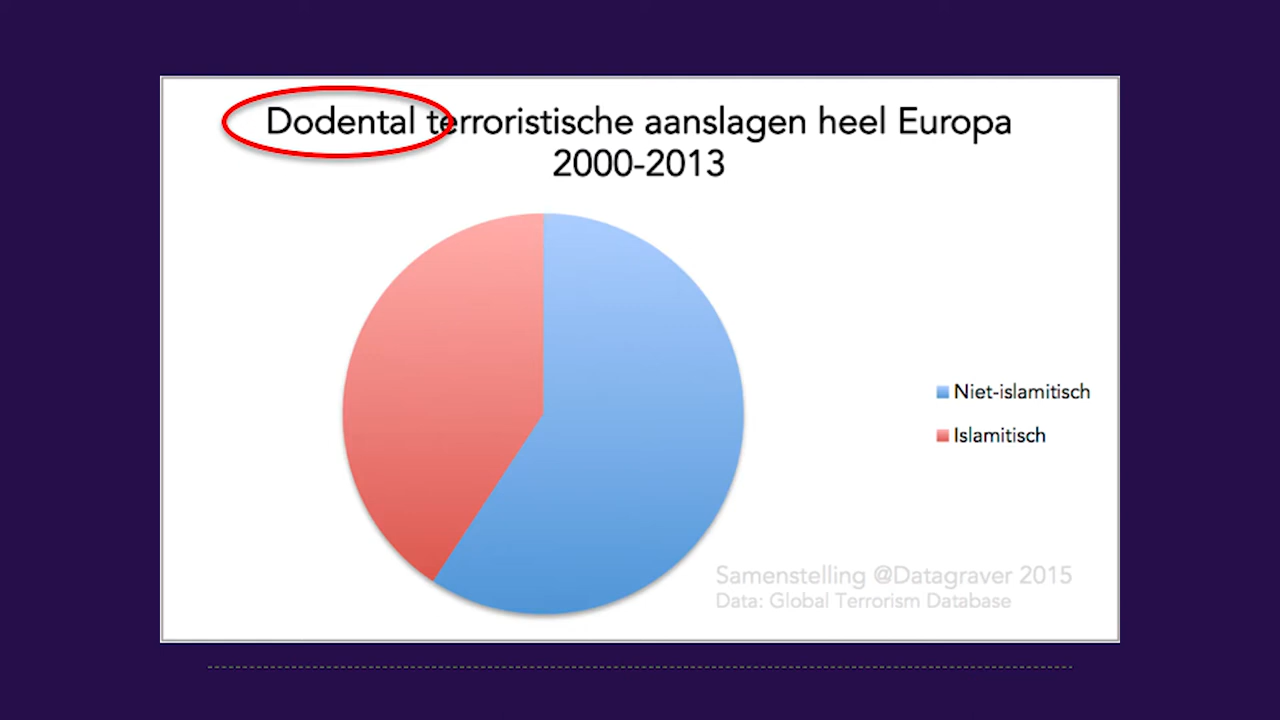 Dodental terroristische aanslagen heel Europa
2000-2013
Niet-islamitisch
Islamitisch
Samenstelling @Datagraver 2015
Data: Global Terrorism Database